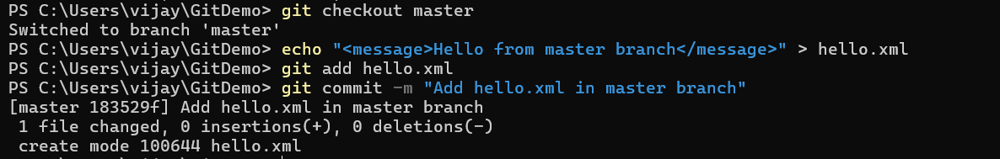 PS C:\Users\vijay\GitDemo> git checkout master
Switched to branch 'master'
PS C:\Users\vijay\GitDemo> echo "<message>Hello from master branch</message>" > hello.xml
PS C:\Users\vijay\GitDemo> git add hello.xml
PS C:\Users\vijay\GitDemo> git commit -m "Add hello.xml in master branch"
[master 183529f] Add hello.xml in master branch
 1 file changed, 0 insertions(+), 0 deletions(-)
 create mode 100644 hello.xml